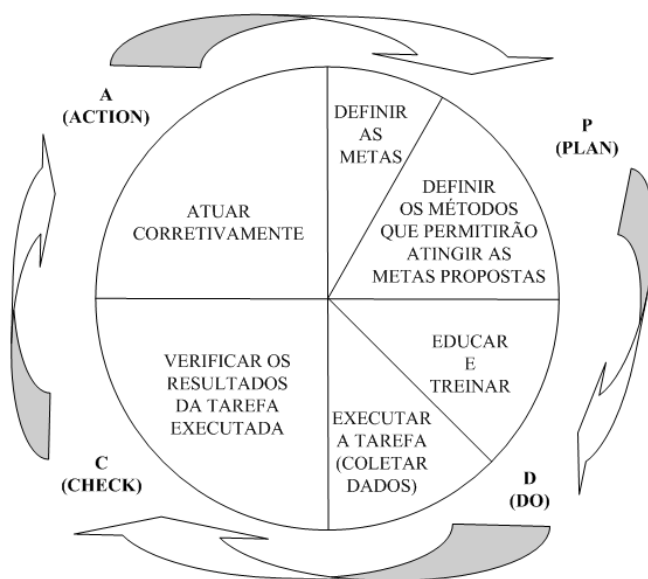 A
(ACTION)
P
(PLAN)
DEFINIR
AS
METAS
DEFINIR
OS MÉTODOS
QUE PERMITIRÃO
ATINGIR AS
METAS PROPOSTAS
ATUAR
CORRETIVAMENTE
EDUCAR
E
TREINAR
VERIFICAR OS
RESULTADOS
DA TAREFA
EXECUTADA
EXECUTAR
A TAREFA
(COLETAR
DADOS)
C
(CHECK)
D
(DO)